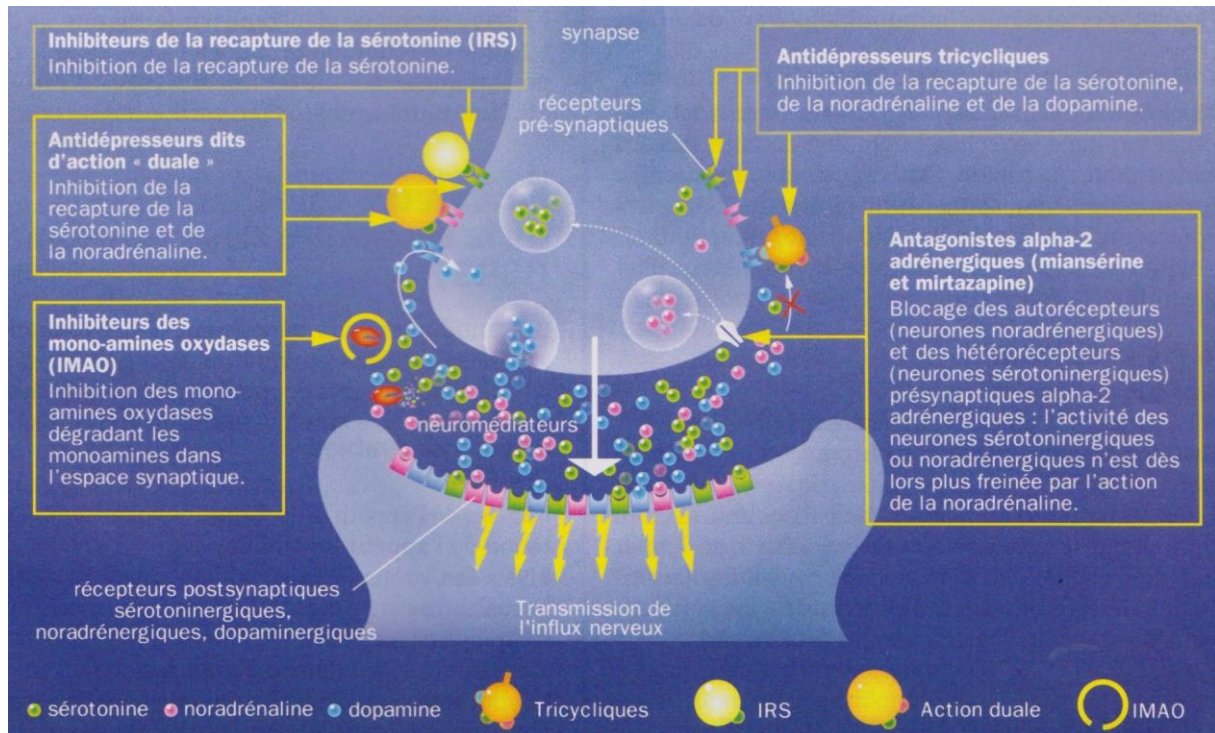 Inhibiteurs de la recapture de la sérotonine (IRS)
Inhibition de la recapture de la sérotonine.
synapse
Antidépresseurs tricycliques
Inhibition de la recapture de la sérotonine,
de la noradrénaline et de la dopamine.
récepteurs
pré-synaptiques
Antidépresseurs dits
d'action « duale »
Inhibition de la
recapture de la
sérotonine et de
la noradrénaline.
Antagonistes alpha-2
adrénergiques (miansérine
et mirtazapine)
Blocage des autorécepteurs
(neurones noradrénergiques)
et des hétérorécepteurs
(neurones sérotoninergiques)
présynaptiques alpha-2
adrénergiques : l'activité des
neurones sérotoninergiques
ou noradrénergiques n'est dès
lors plus freinée par l'action
de la noradrénaline.
Inhibiteurs des
mono-amines oxydases
(IMAO)
Inhibition des mono-
amines oxydases
dégradant les
monoamines dans
l'espace synaptique.
neuromédiateurs
récepteurs postsynaptiques
sérotoninergiques,
noradrénergiques, dopaminergiques
Transmission de
l'influx nerveux
sérotonine noradrénaline dopamine Tricycliques IRS Action duale IMAO